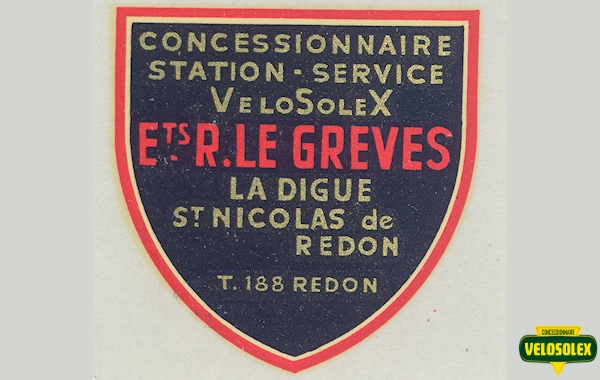 CONCESSIONNAIRE
STATION - SERVICE
VELOSOLEX
ETS R. LE GREVES
LA DIGUE
ST NICOLAS de
REDON
T. 188 REDON
CONCESSIONNAIRE
VELOSOLEX